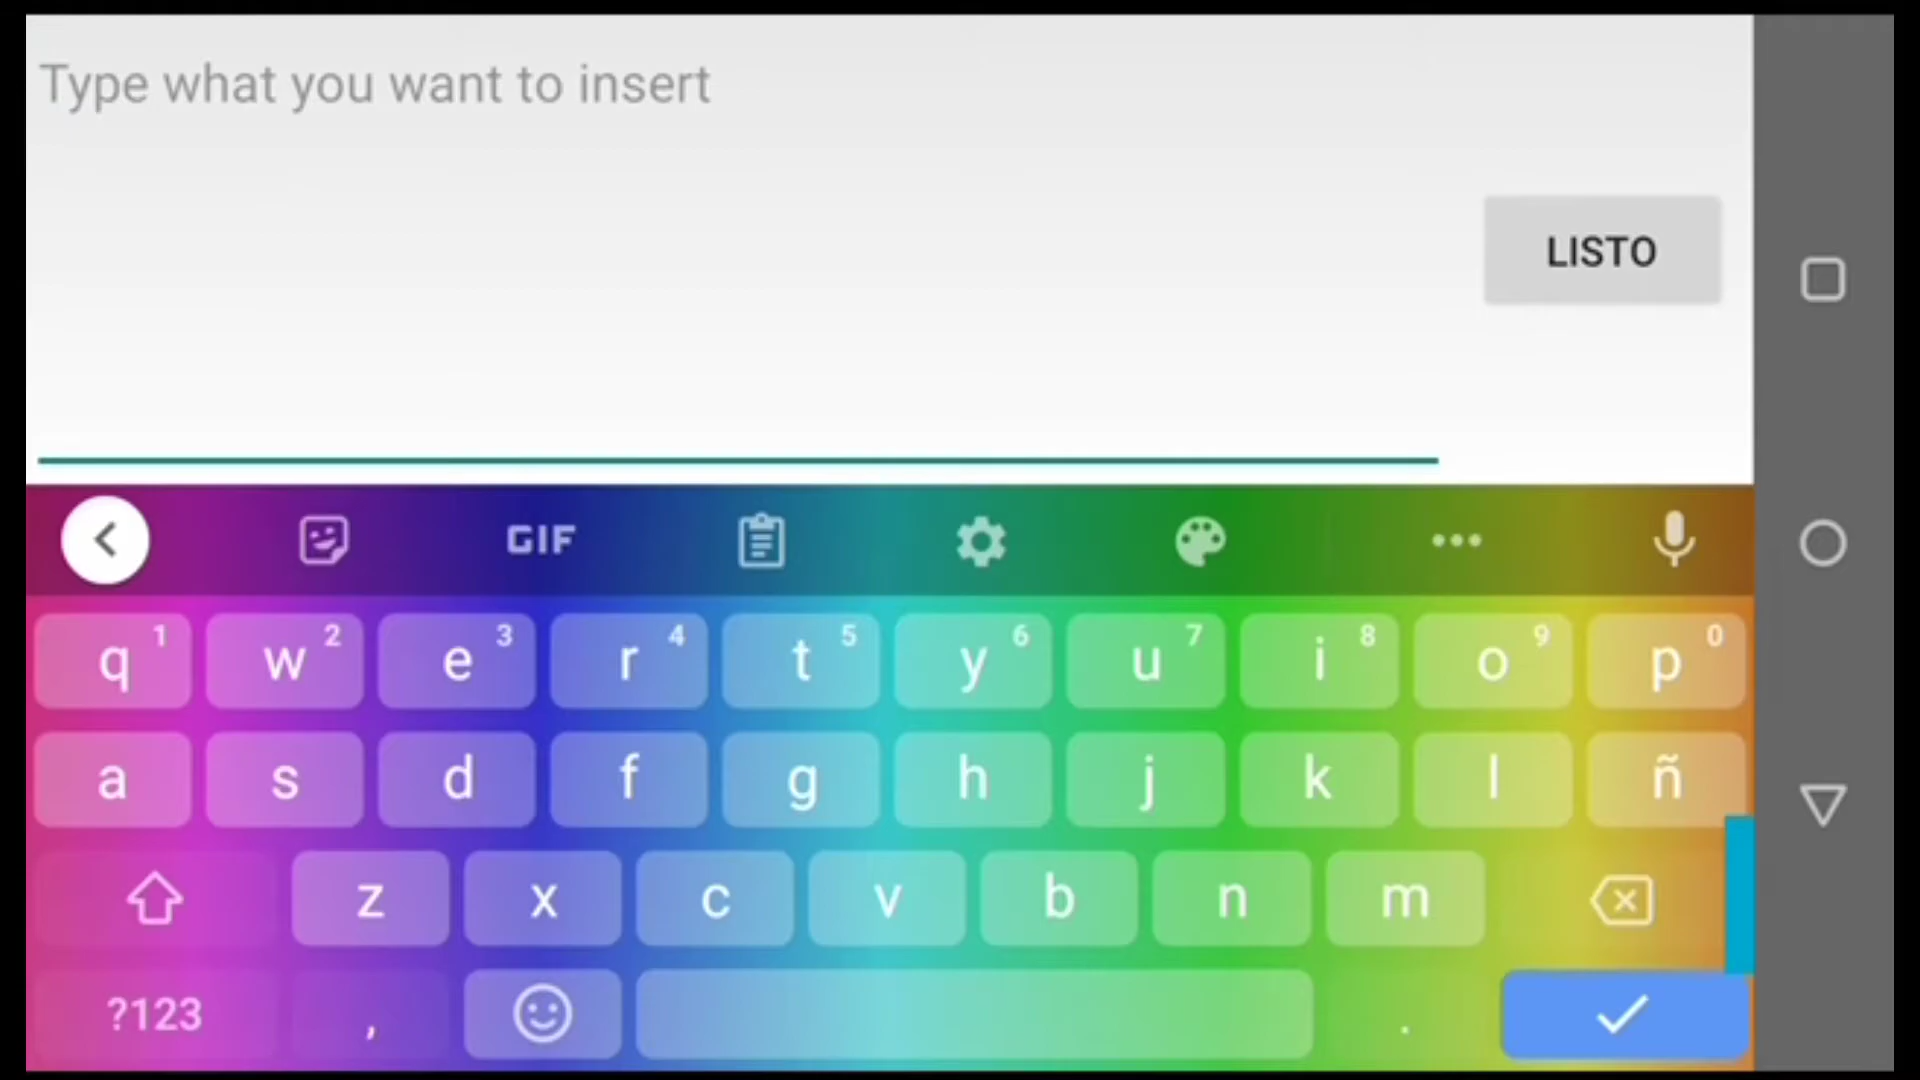 Type what you want to insert
LISTO
GIF
q 1 w 2 e 3 r 4 t 5 y 6 u 7 i 8 o 9 p 0
a s d f g h j k l ñ
z x c v b n m
?123 , .